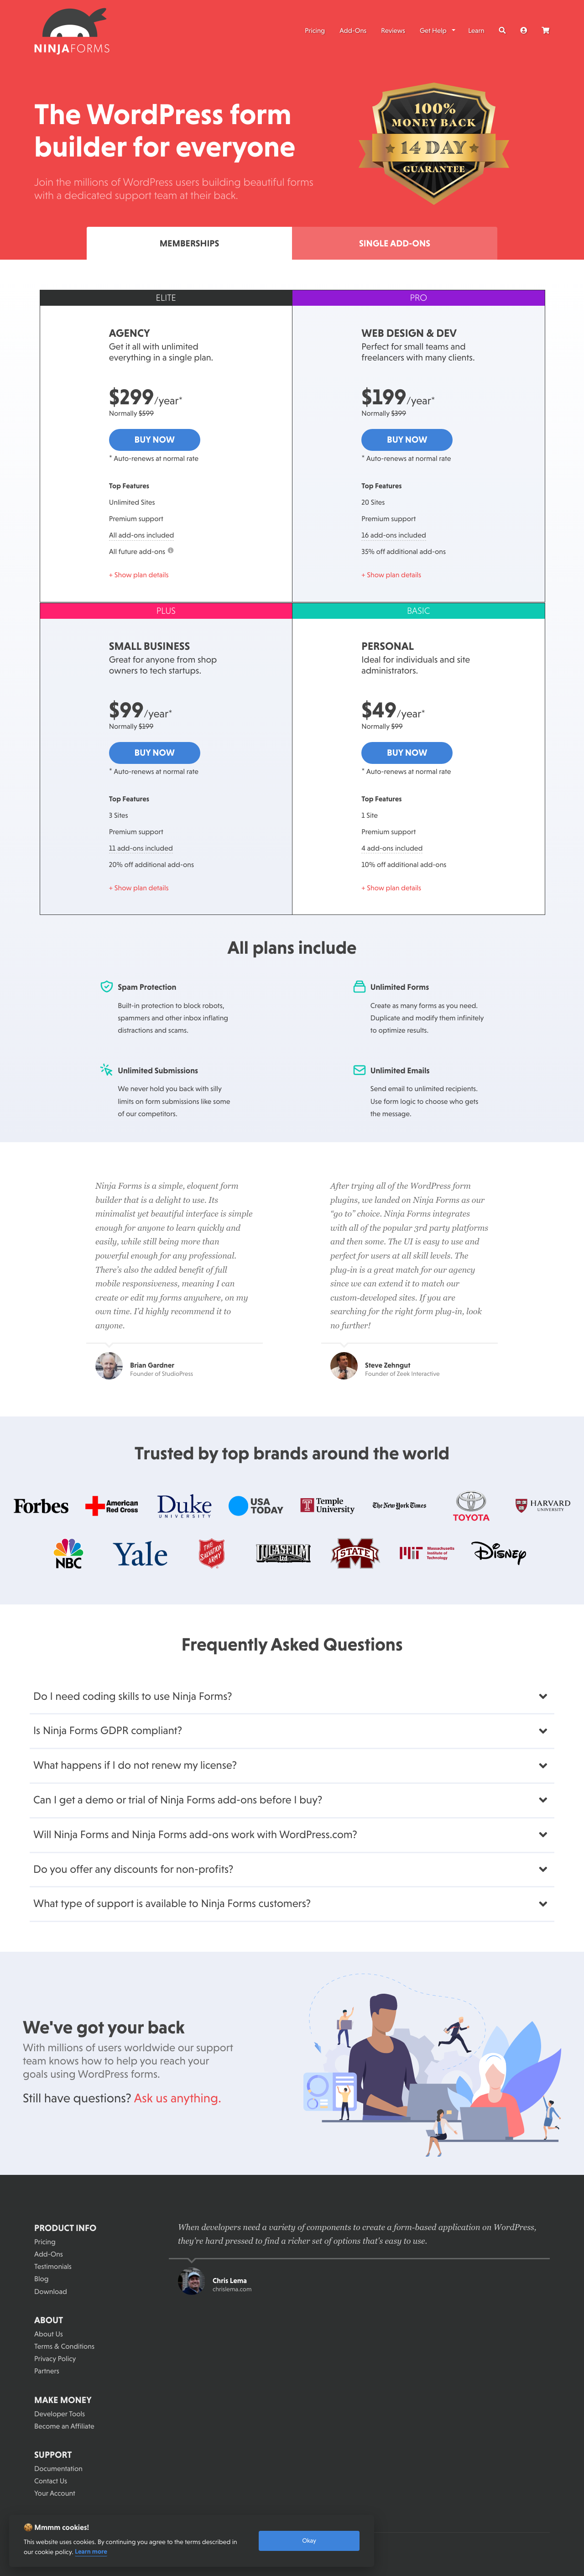 NINJAFORMS
Pricing Add-Ons Reviews Get Help Learn
The WordPress form
builder for everyone
Join the millions of WordPress users building beautiful forms
with a dedicated support team at their back.
100%
MONEY BACK
14 DAY
GUARANTEE
MEMBERSHIPS
SINGLE ADD-ONS
ELITE
AGENCY
Get it all with unlimited
everything in a single plan.
$299/year*
Normally $599
BUY NOW
* Auto-renews at normal rate
Top Features
Unlimited Sites
Premium support
All add-ons included
All future add-ons
+ Show plan details
PRO
WEB DESIGN & DEV
Perfect for small teams and
freelancers with many clients.
$199/year*
Normally $399
BUY NOW
* Auto-renews at normal rate
Top Features
20 Sites
Premium support
16 add-ons included
35% off additional add-ons
+ Show plan details
PLUS
SMALL BUSINESS
Great for anyone from shop
owners to tech startups.
$99/year*
Normally $199
BUY NOW
* Auto-renews at normal rate
Top Features
3 Sites
Premium support
11 add-ons included
20% off additional add-ons
+ Show plan details
BASIC
PERSONAL
Ideal for individuals and site
administrators.
$49/year*
Normally $99
BUY NOW
* Auto-renews at normal rate
Top Features
1 Site
Premium support
4 add-ons included
10% off additional add-ons
+ Show plan details
All plans include
Spam Protection
Built-in protection to block robots,
spammers and other inbox inflating
distractions and scams.
Unlimited Forms
Create as many forms as you need.
Duplicate and modify them infinitely
to optimize results.
Unlimited Submissions
We never hold you back with silly
limits on form submissions like some
of our competitors.
Unlimited Emails
Send email to unlimited recipients.
Use form logic to choose who gets
the message.
Ninja Forms is a simple, eloquent form
builder that is a delight to use. Its
minimalist yet beautiful interface is simple
enough for anyone to learn quickly and
easily, while still being more than
powerful enough for any professional.
There's also the added benefit of full
mobile responsiveness, meaning I can
create or edit my forms anywhere, on my
own time. I'd highly recommend it to
anyone.
Brian Gardner
Founder of StudioPress
After trying all of the WordPress form
plugins, we landed on Ninja Forms as our
"go to" choice. Ninja Forms integrates
with all of the popular 3rd party platforms
and then some. The UI is easy to use and
perfect for users at all skill levels. The
plug-in is a great match for our agency
since we can extend it to match our
custom-developed sites. If you are
searching for the right form plug-in, look
no further!
Steve Zehngut
Founder of Zeek Interactive
Trusted by top brands around the world
Forbes
American
Red Cross
Duke
UNIVERSITY
USA
TODAY
Temple
University
The New York Times
TOYOTA
HARVARD
UNIVERSITY
NBC
Yale
THE
SALVATION
ARMY
LUCASFILM
LTD
STATE
MIT
Massachusetts
Institute of
Technology
Disney
Frequently Asked Questions
Do I need coding skills to use Ninja Forms?
Is Ninja Forms GDPR compliant?
What happens if I do not renew my license?
Can I get a demo or trial of Ninja Forms add-ons before I buy?
Will Ninja Forms and Ninja Forms add-ons work with WordPress.com?
Do you offer any discounts for non-profits?
What type of support is available to Ninja Forms customers?
We've got your back
With millions of users worldwide our support
team knows how to help you reach your
goals using WordPress forms.
Still have questions? Ask us anything.
PRODUCT INFO
Pricing
Add-Ons
Testimonials
Blog
Download
ABOUT
About Us
Terms & Conditions
Privacy Policy
Partners
MAKE MONEY
Developer Tools
Become an Affiliate
SUPPORT
Documentation
Contact Us
Your Account
When developers need a variety of components to create a form-based application on WordPress,
they're hard pressed to find a richer set of options that's easy to use.
Chris Lema
chrislema.com
Mmmm cookies!
This website uses cookies. By continuing you agree to the terms described in
our cookie policy. Learn more
Okay